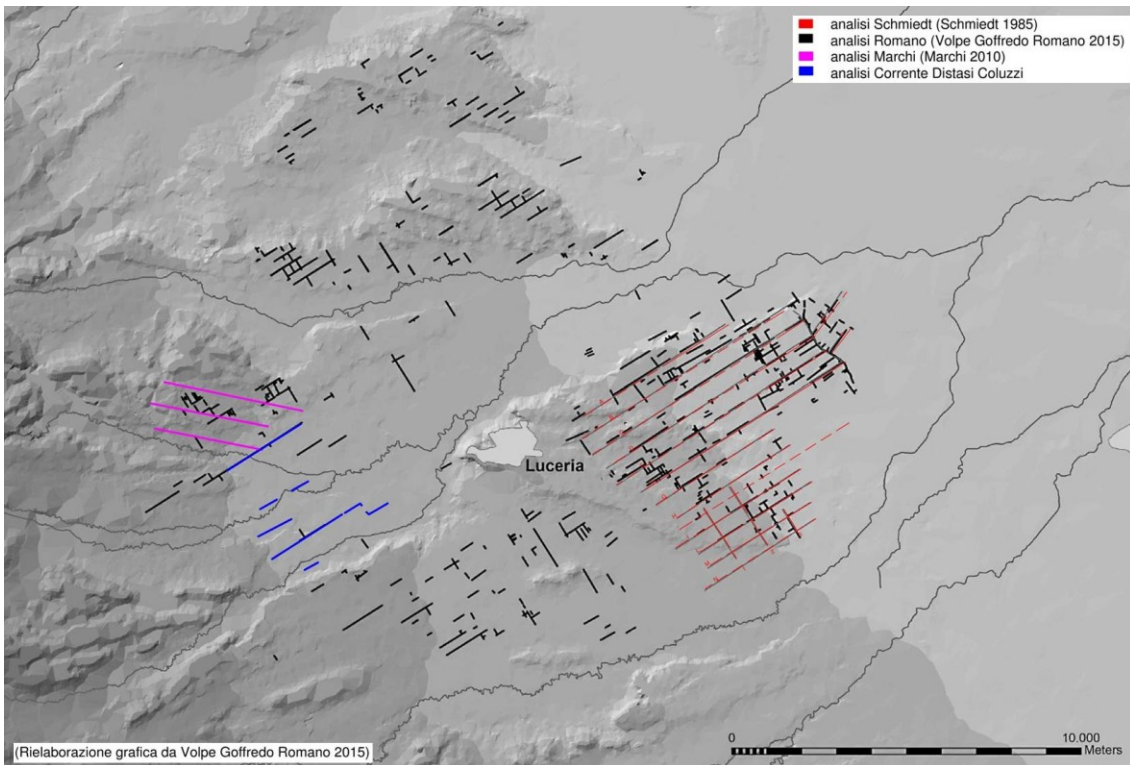 analisi Schmiedt (Schmiedt 1985)
analisi Romano (Volpe Goffredo Romano 2015)
analisi Marchi (Marchi 2010)
analisi Corrente Distasi Coluzzi
Luceria
0 10.000
Meters
(Rielaborazione grafica da Volpe Goffredo Romano 2015)